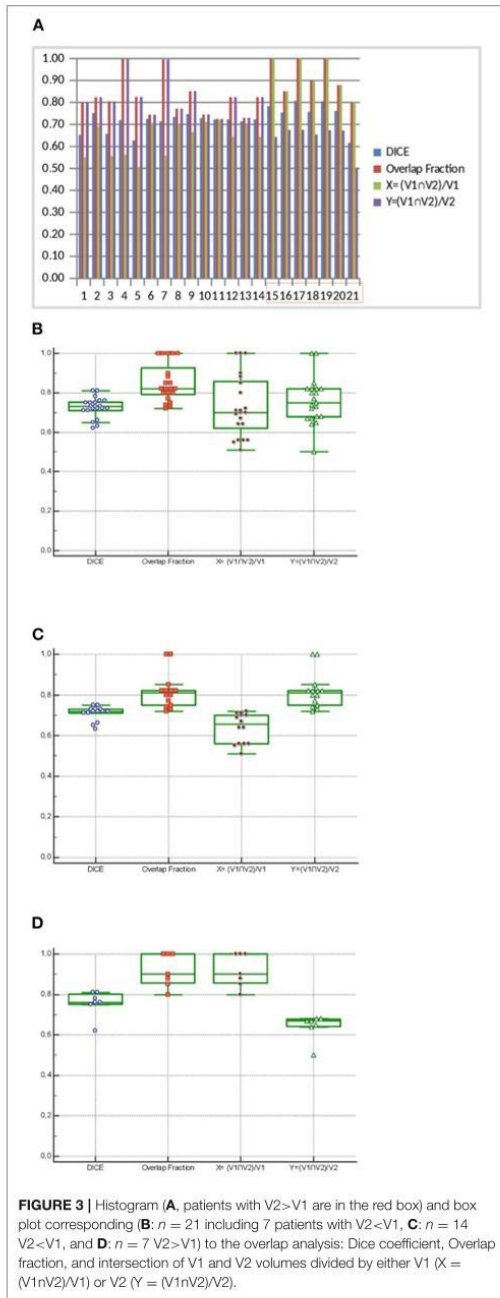 A
1.00
0.90
0.80
0.70
0.60
0.50
0.40
0.30
0.20
0.10
0.00
1 2 3 4 5 6 7 8 9 10 11 12 13 14 15 16 17 18 19 20 21
DICE
Overlap Fraction
X= (V1∩V2)/V1
Y=(V1∩V2)/V2
B
1,0
0,8
0,6
0,4
0,2
0,0
DICE Overlap Fraction X= (V1∩V2)/V1 Y=(V1∩V2)/V2
C
1,0
0,8
0,6
0,4
0,2
0,0
DICE Overlap Fraction X= (V1∩V2)/V1 Y=(V1∩V2)/V2
D
1,0
0,8
0,6
0,4
0,2
0,0
DICE Overlap Fraction X= (V1∩V2)/V1 Y=(V1∩V2)/V2
FIGURE 3 | Histogram (A, patients with V2>V1 are in the red box) and box
plot corresponding (B: n = 21 including 7 patients with V2<V1, C: n = 14
V2<V1, and D: n = 7 V2>V1) to the overlap analysis: Dice coefficient, Overlap
fraction, and intersection of V1 and V2 volumes divided by either V1 (X =
(V1nV2)/V1) or V2 (Y = (V1nV2)/V2).